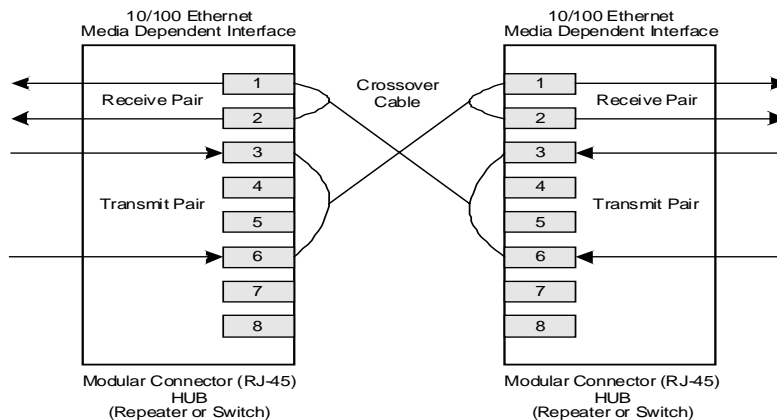 10/100 Ethernet
Media Dependent Interface
10/100 Ethernet
Media Dependent Interface
1
Receive Pair
2
3
4
Transmit Pair
5
6
7
8
Crossover
Cable
1
Receive Pair
2
3
4
Transmit Pair
5
6
7
8
Modular Connector (RJ-45)
HUB
(Repeater or Switch)
Modular Connector (RJ-45)
HUB
(Repeater or Switch)